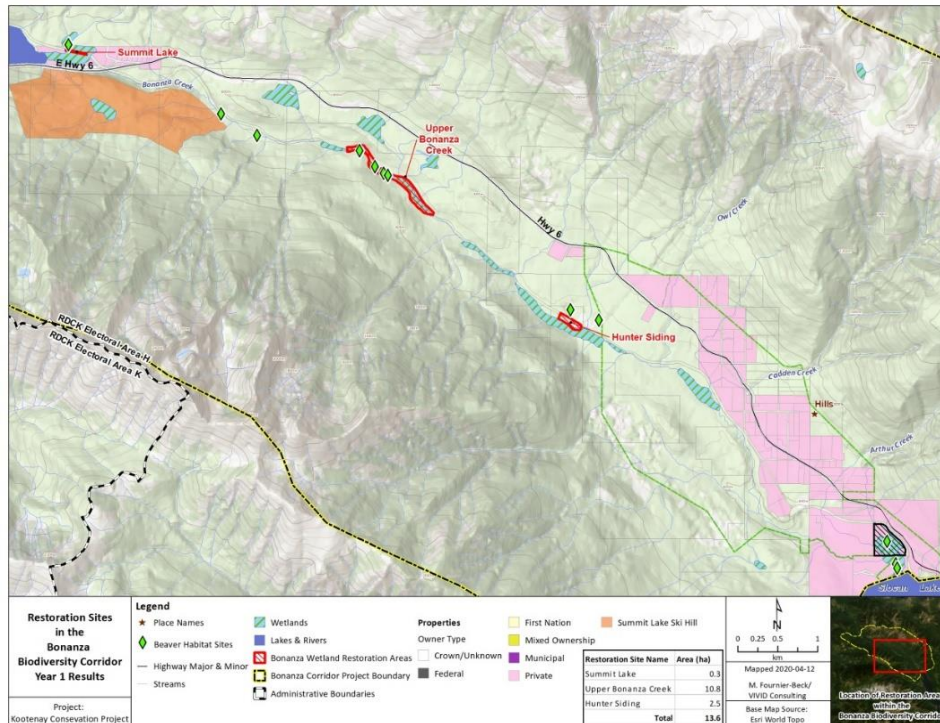 Summit Lake
E Hwy 6
Bonanza Creek
Upper
Bonanza
Creek
Owl Creek
Hwy 6
RDCK Electoral Area H
RDCK Electoral Area K
Hunter Siding
Cadden Creek
Hills
Arthur Creek
Slocan Lake
Restoration Sites
in the
Bonanza
Biodiversity Corridor
Year 1 Results
Project:
Kootenay Consevation Project
Legend
Place Names
Beaver Habitat Sites
Highway Major & Minor
Streams
Wetlands
Lakes & Rivers
Bonanza Wetland Restoration Areas
Bonanza Corridor Project Boundary
Administrative Boundaries
Properties
Owner Type
Crown/Unknown
Federal
First Nation
Mixed Ownership
Municipal
Private
Summit Lake Ski Hill
Restoration Site Name Area (ha)
Summit Lake 0.3
Upper Bonanza Creek 10.8
Hunter Siding 2.5
Total 13.6
N
0 0.25 0.5 1
km
Mapped 2020-04-12
M. Fournier-Beck/
VIVID Consulting
Base Map Source:
Esri World Topo
Location of Restoration Area
within the
Bonanza Biodiversity Corrido